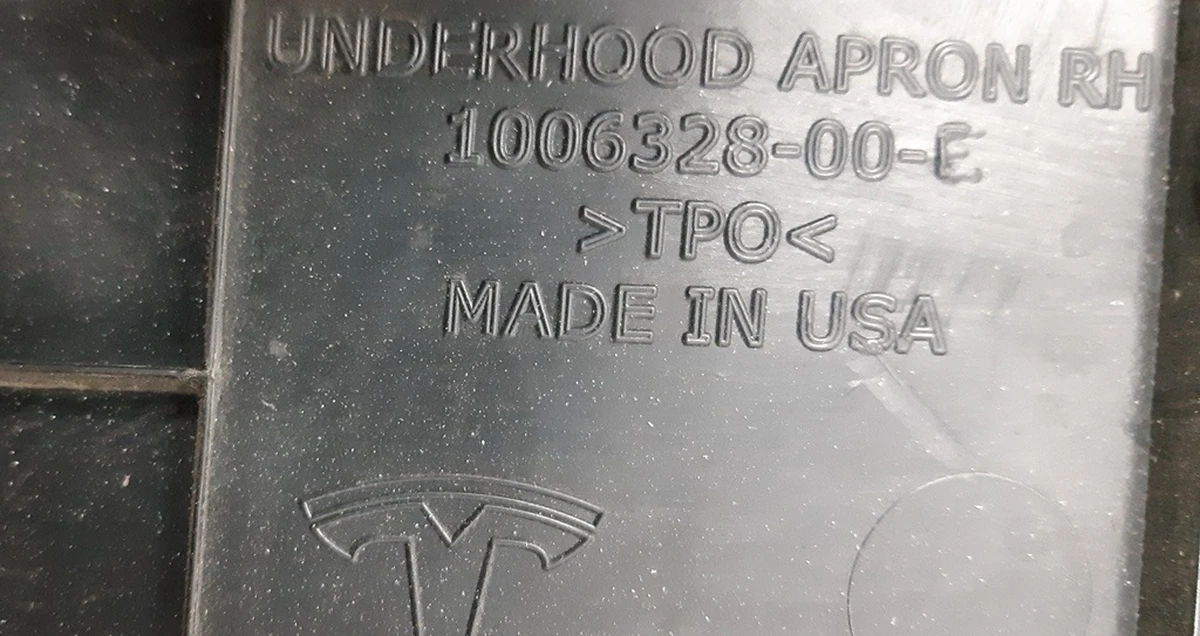 UNDERHOOD APRON RH
1006328-00-E
>TPO<
MADE IN USA